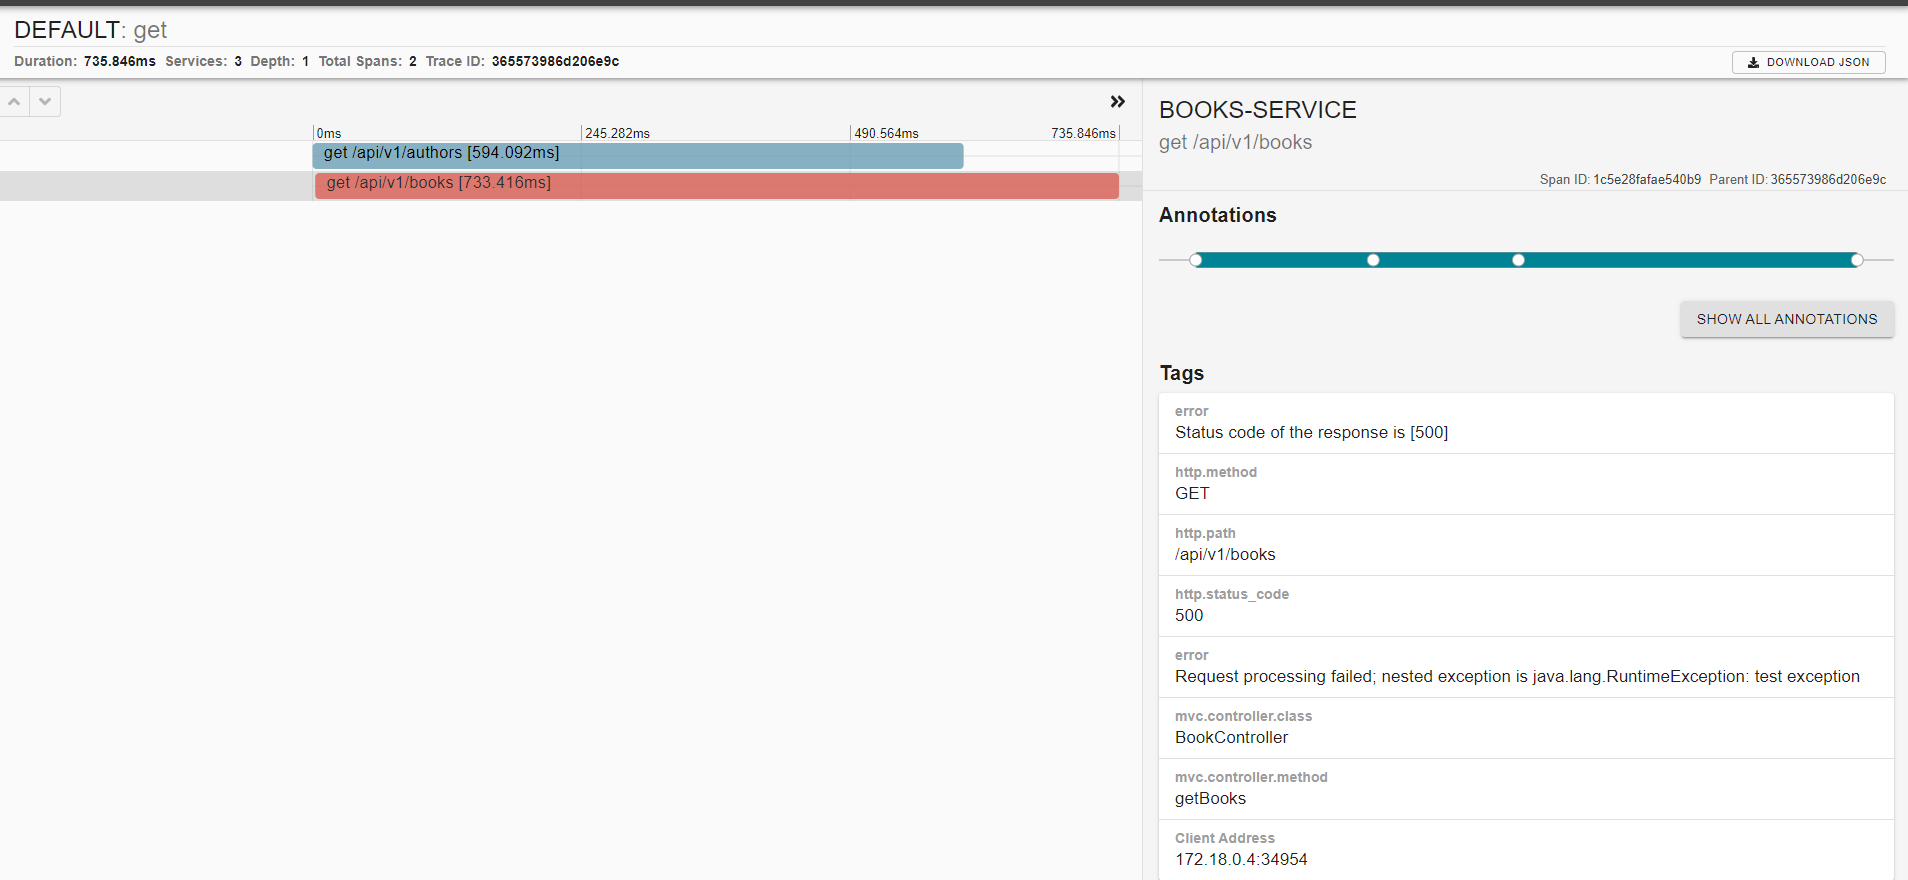 DEFAULT: get
Duration: 735.846ms Services: 3 Depth: 1 Total Spans: 2 Trace ID: 365573986d206e9c
DOWNLOAD JSON
0ms 245.282ms 490.564ms 735.846ms
get /api/v1/authors [594.092ms]
get /api/v1/books [733.416ms]
BOOKS-SERVICE
get /api/v1/books
Span ID: 1c5e28fafae540b9 Parent ID: 365573986d206e9c
Annotations
SHOW ALL ANNOTATIONS
Tags
error
Status code of the response is [500]
http.method
GET
http.path
/api/v1/books
http.status_code
500
error
Request processing failed; nested exception is java.lang.RuntimeException: test exception
mvc.controller.class
BookController
mvc.controller.method
getBooks
Client Address
172.18.0.4:34954